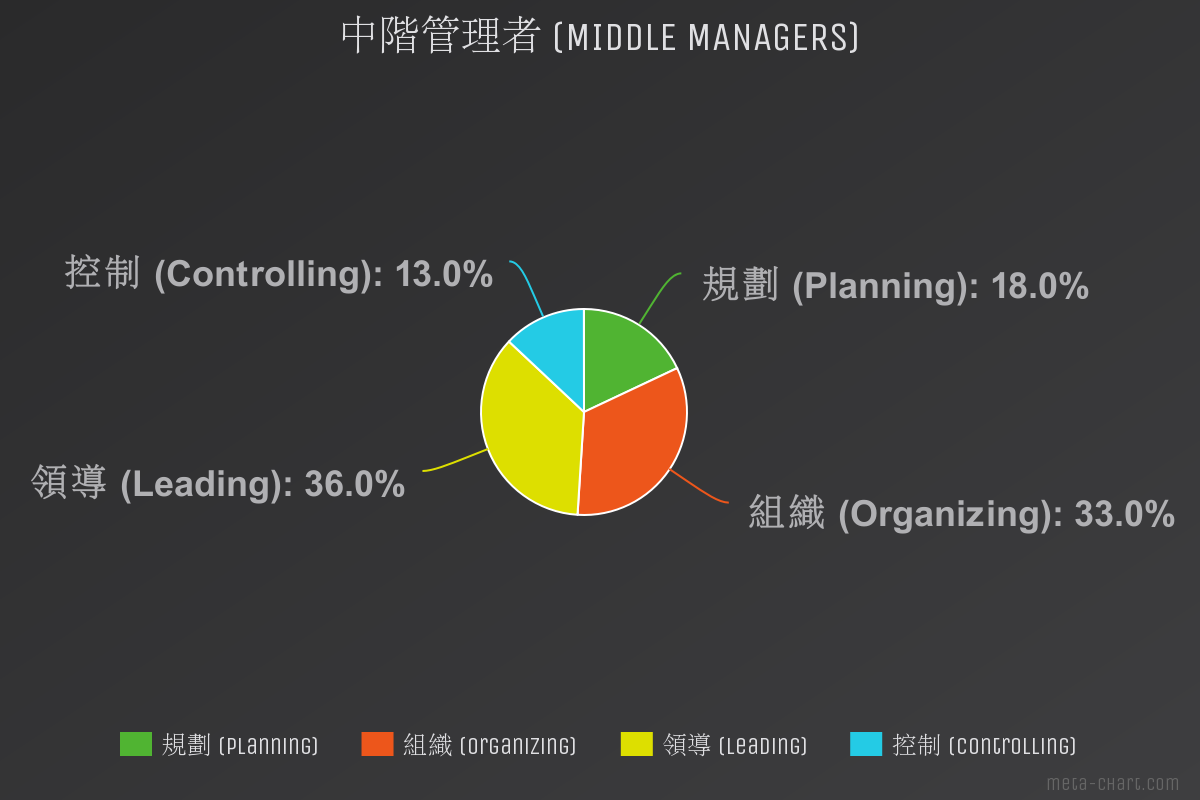 中階管理者 (MIDDLE MANAGERS)
控制 (Controlling): 13.0%
規劃 (Planning): 18.0%
領導 (Leading): 36.0%
組織 (Organizing): 33.0%
規劃 (Planning)
組織 (Organizing)
領導 (Leading)
控制 (Controlling)
meta-chart.com